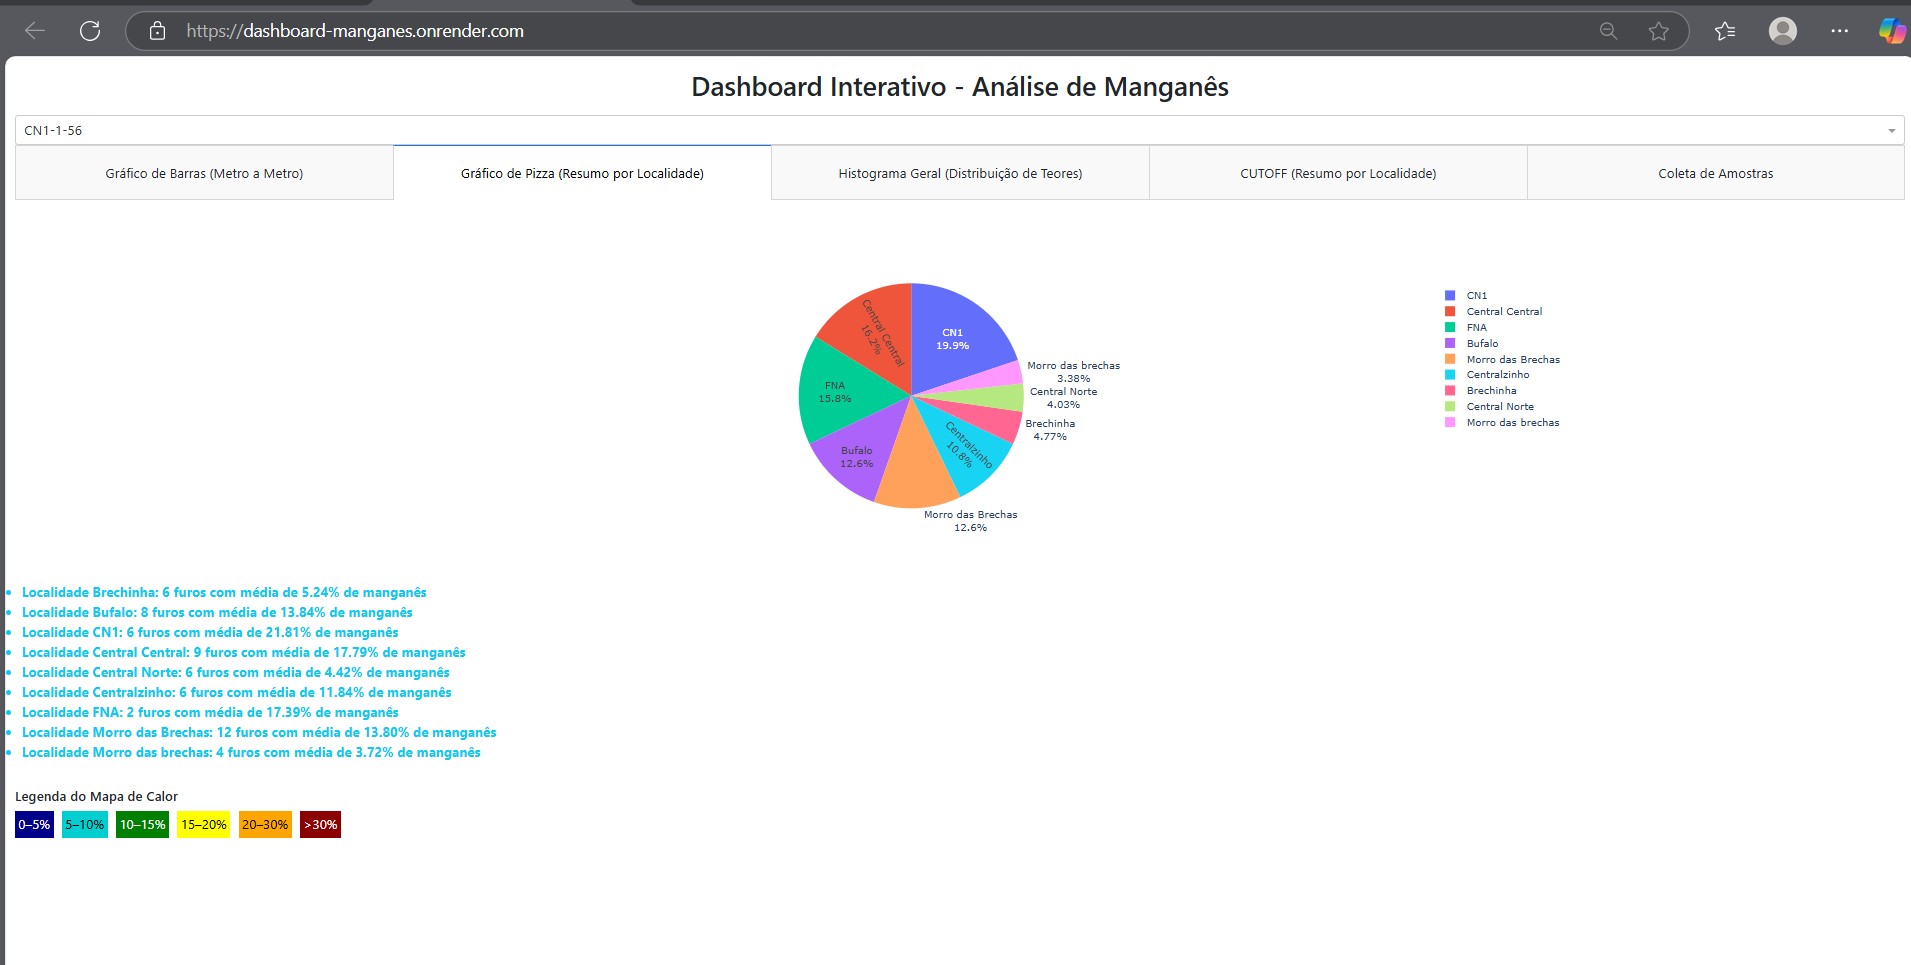 https://dashboard-manganes.onrender.com
Dashboard Interativo - Análise de Manganês
CN1-1-56
Gráfico de Barras (Metro a Metro)
Gráfico de Pizza (Resumo por Localidade)
Histograma Geral (Distribuição de Teores)
CUTOFF (Resumo por Localidade)
Coleta de Amostras
Central Central
16.2%
CN1
19.9%
Morro das brechas
3.38%
Central Norte
4.03%
FNA
15.8%
Brechinha
4.77%
Centralzinho
10.8%
Bufalo
12.6%
Morro das Brechas
12.6%
CN1
Central Central
FNA
Bufalo
Morro das Brechas
Centralzinho
Brechinha
Central Norte
Morro das brechas
Localidade Brechinha: 6 furos com média de 5.24% de manganês
Localidade Bufalo: 8 furos com média de 13.84% de manganês
Localidade CN1: 6 furos com média de 21.81% de manganês
Localidade Central Central: 9 furos com média de 17.79% de manganês
Localidade Central Norte: 6 furos com média de 4.42% de manganês
Localidade Centralzinho: 6 furos com média de 11.84% de manganês
Localidade FNA: 2 furos com média de 17.39% de manganês
Localidade Morro das Brechas: 12 furos com média de 13.80% de manganês
Localidade Morro das brechas: 4 furos com média de 3.72% de manganês
Legenda do Mapa de Calor
0–5% 5–10% 10–15% 15–20% 20–30% >30%